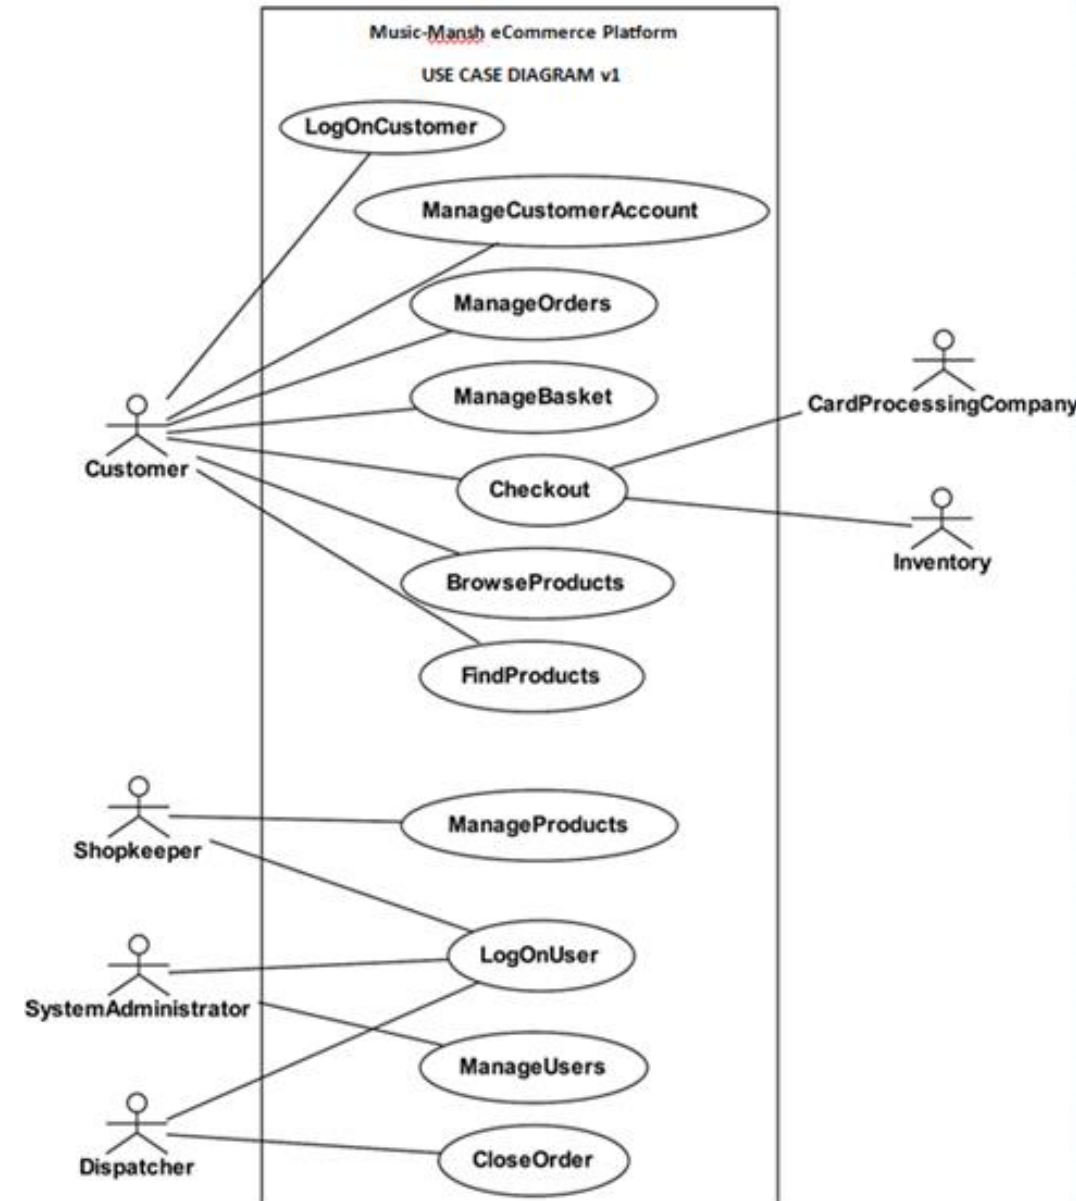 Music-Mansh eCommerce Platform
USE CASE DIAGRAM v1
LogOnCustomer
ManageCustomerAccount
ManageOrders
ManageBasket
CardProcessingCompany
Customer
Checkout
Inventory
BrowseProducts
FindProducts
ManageProducts
Shopkeeper
LogOnUser
SystemAdministrator
ManageUsers
Dispatcher
CloseOrder